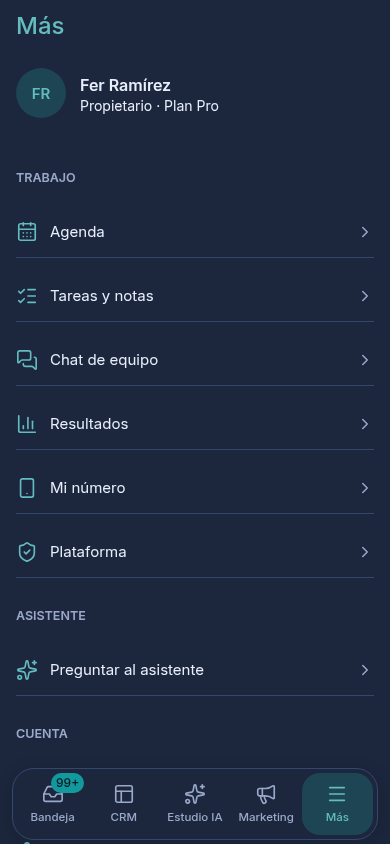 Más
FR
Fer Ramírez
Propietario · Plan Pro
TRABAJO
Agenda
Tareas y notas
Chat de equipo
Resultados
Mi número
Plataforma
ASISTENTE
Preguntar al asistente
CUENTA
99+
Bandeja
CRM
Estudio IA
Marketing
Más